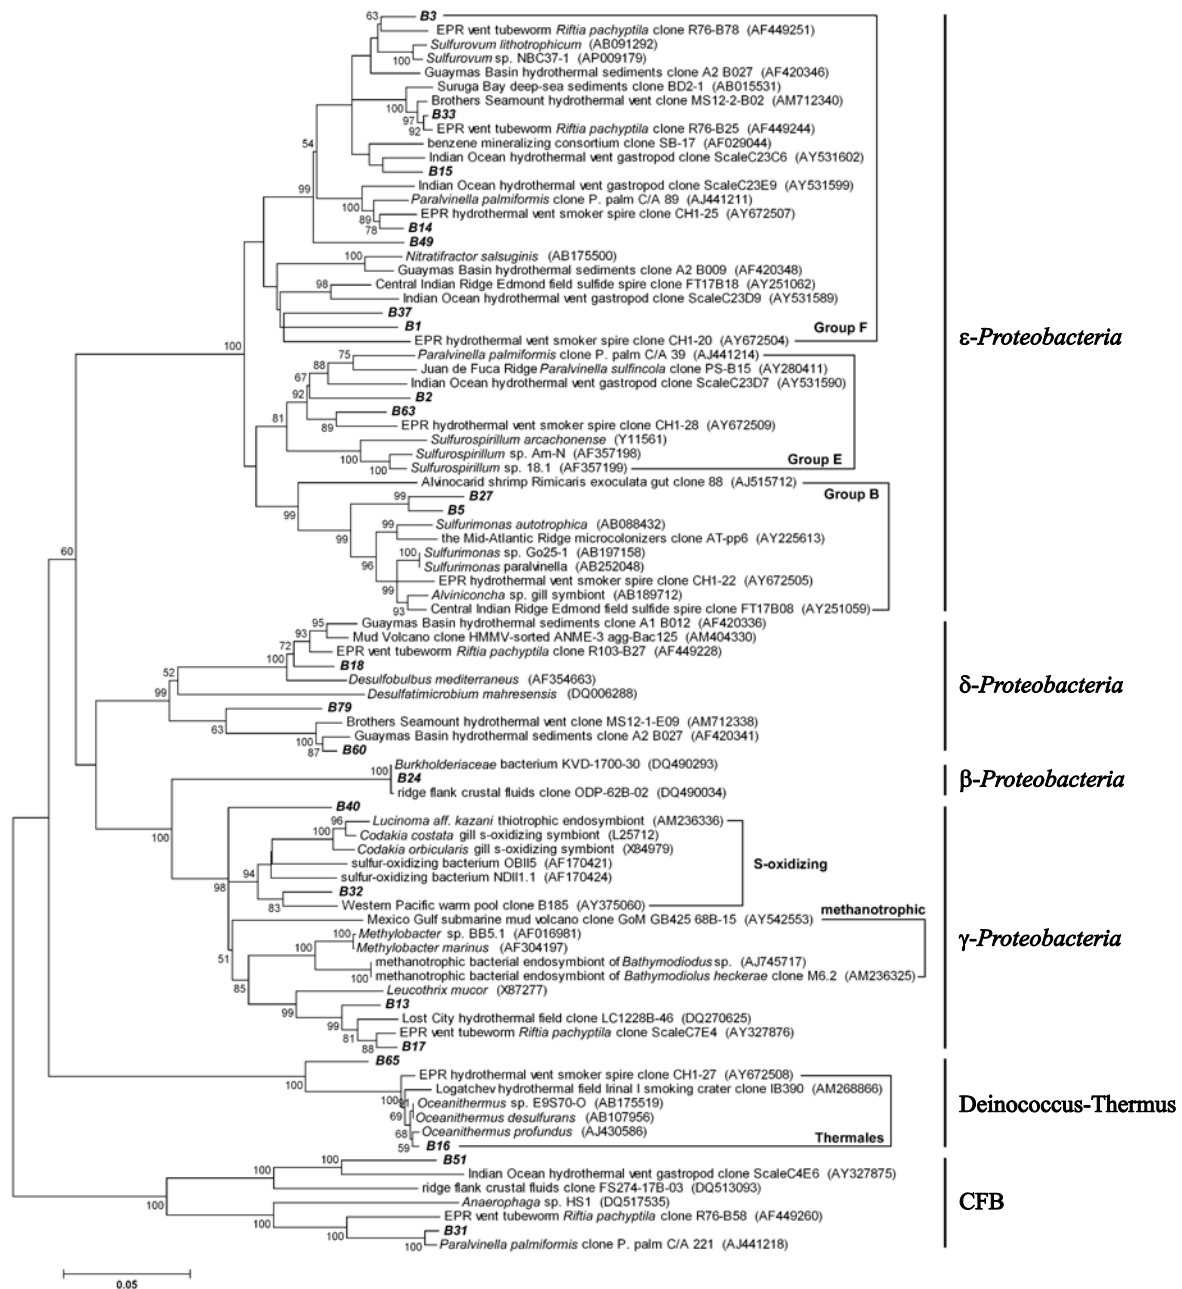 63
B3
EPR vent tubeworm Riftia pachyptila clone R76-B78 (AF449251)
Sulfurovum lithotrophicum (AB091292)
100
Sulfurovum sp. NBC37-1 (AP009179)
Guaymas Basin hydrothermal sediments clone A2 B027 (AF420346)
Suruga Bay deep-sea sediments clone BD2-1 (AB015531)
100
Brothers Seamount hydrothermal vent clone MS12-2-B02 (AM712340)
97
B33
92
EPR vent tubeworm Riftia pachyptila clone R76-B25 (AF449244)
54
benzene mineralizing consortium clone SB-17 (AF029044)
Indian Ocean hydrothermal vent gastropod clone ScaleC23C6 (AY531602)
B15
99
Indian Ocean hydrothermal vent gastropod clone ScaleC23E9 (AY531599)
100
Paralvinella palmiformis clone P. palm C/A 89 (AJ441211)
89
EPR hydrothermal vent smoker spire clone CH1-25 (AY672507)
78
B14
B49
100
Nitratifractor salsuginis (AB175500)
Guaymas Basin hydrothermal sediments clone A2 B009 (AF420348)
98
Central Indian Ridge Edmond field sulfide spire clone FT17B18 (AY251062)
Indian Ocean hydrothermal vent gastropod clone ScaleC23D9 (AY531589)
B37
B1
Group F
EPR hydrothermal vent smoker spire clone CH1-20 (AY672504)
ε-Proteobacteria
100
75
Paralvinella palmiformis clone P. palm C/A 39 (AJ441214)
88
Juan de Fuca Ridge Paralvinella sulfincola clone PS-B15 (AY280411)
67
Indian Ocean hydrothermal vent gastropod clone ScaleC23D7 (AY531590)
92
B2
81
B63
89
EPR hydrothermal vent smoker spire clone CH1-28 (AY672509)
Sulfurospirillum arcachonense (Y11561)
100
Sulfurospirillum sp. Am-N (AF357198)
Group E
100
Sulfurospirillum sp. 18.1 (AF357199)
Alvinocarid shrimp Rimicaris exoculata gut clone 88 (AJ515712)
Group B
99
99
B27
B5
99
99
Sulfurimonas autotrophica (AB088432)
the Mid-Atlantic Ridge microcolonizers clone AT-pp6 (AY225613)
96
100
Sulfurimonas sp. Go25-1 (AB197158)
Sulfurimonas paralvinella (AB252048)
EPR hydrothermal vent smoker spire clone CH1-22 (AY672505)
99
Alviniconcha sp. gill symbiont (AB189712)
93
Central Indian Ridge Edmond field sulfide spire clone FT17B08 (AY251059)
60
95
Guaymas Basin hydrothermal sediments clone A1 B012 (AF420336)
93
Mud Volcano clone HMMV-sorted ANME-3 agg-Bac125 (AM404330)
72
EPR vent tubeworm Riftia pachyptila clone R103-B27 (AF449228)
100
B18
52
Desulfobulbus mediterraneus (AF354663)
99
Desulfatimicrobium mahresensis (DQ006288)
δ-Proteobacteria
B79
63
Brothers Seamount hydrothermal vent clone MS12-1-E09 (AM712338)
100
Guaymas Basin hydrothermal sediments clone A2 B027 (AF420341)
87
B60
100
Burkholderiaceae bacterium KVD-1700-30 (DQ490293)
B24
ridge flank crustal fluids clone ODP-62B-02 (DQ490034)
β-Proteobacteria
100
B40
96
Lucinoma aff. kazani thiotrophic endosymbiont (AM236336)
100
Codakia costata gill s-oxidizing symbiont (L25712)
Codakia orbicularis gill s-oxidizing symbiont (X84979)
sulfur-oxidizing bacterium OBII5 (AF170421)
S-oxidizing
94
sulfur-oxidizing bacterium NDII1.1 (AF170424)
98
B32
83
Western Pacific warm pool clone B185 (AY375060)
methanotrophic
Mexico Gulf submarine mud volcano clone GoM GB425 68B-15 (AY542553)
100
Methylobacter sp. BB5.1 (AF016981)
100
Methylobacter marinus (AF304197)
γ-Proteobacteria
51
methanotrophic bacterial endosymbiont of Bathymodiodus sp. (AJ745717)
100
methanotrophic bacterial endosymbiont of Bathymodiolus heckerae clone M6.2 (AM236325)
85
Leucothrix mucor (X87277)
99
B13
99
Lost City hydrothermal field clone LC1228B-46 (DQ270625)
81
EPR vent tubeworm Riftia pachyptila clone ScaleC7E4 (AY327876)
88
B17
B65
100
EPR hydrothermal vent smoker spire clone CH1-27 (AY672508)
Logatchev hydrothermal field Irinal I smoking crater clone IB390 (AM268866)
100
Oceanithermus sp. E9S70-O (AB175519)
69
Oceanithermus desulfurans (AB107956)
68
Oceanithermus profundus (AJ430586)
59
B16
Thermales
Deinococcus-Thermus
100
B51
100
Indian Ocean hydrothermal vent gastropod clone ScaleC4E6 (AY327875)
ridge flank crustal fluids clone FS274-17B-03 (DQ513093)
100
Anaerophaga sp. HS1 (DQ517535)
100
EPR vent tubeworm Riftia pachyptila clone R76-B58 (AF449260)
100
B31
100
Paralvinella palmiformis clone P. palm C/A 221 (AJ441218)
CFB
0.05